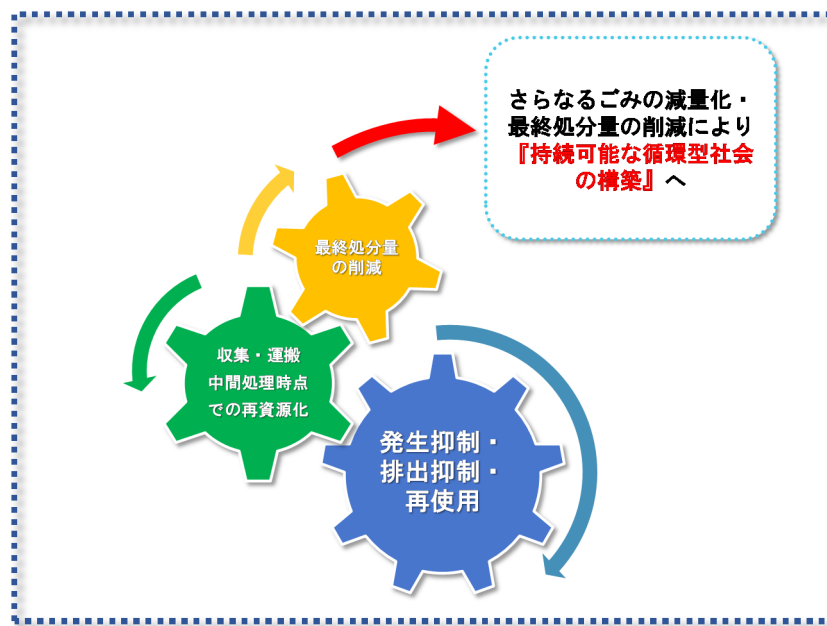 さらなるごみの減量化・
最終処分量の削減により
『持続可能な循環型社会
の構築』へ
最終処分量
の削減
収集・運搬
中間処理時点
での再資源化
発生抑制・
排出抑制・
再使用